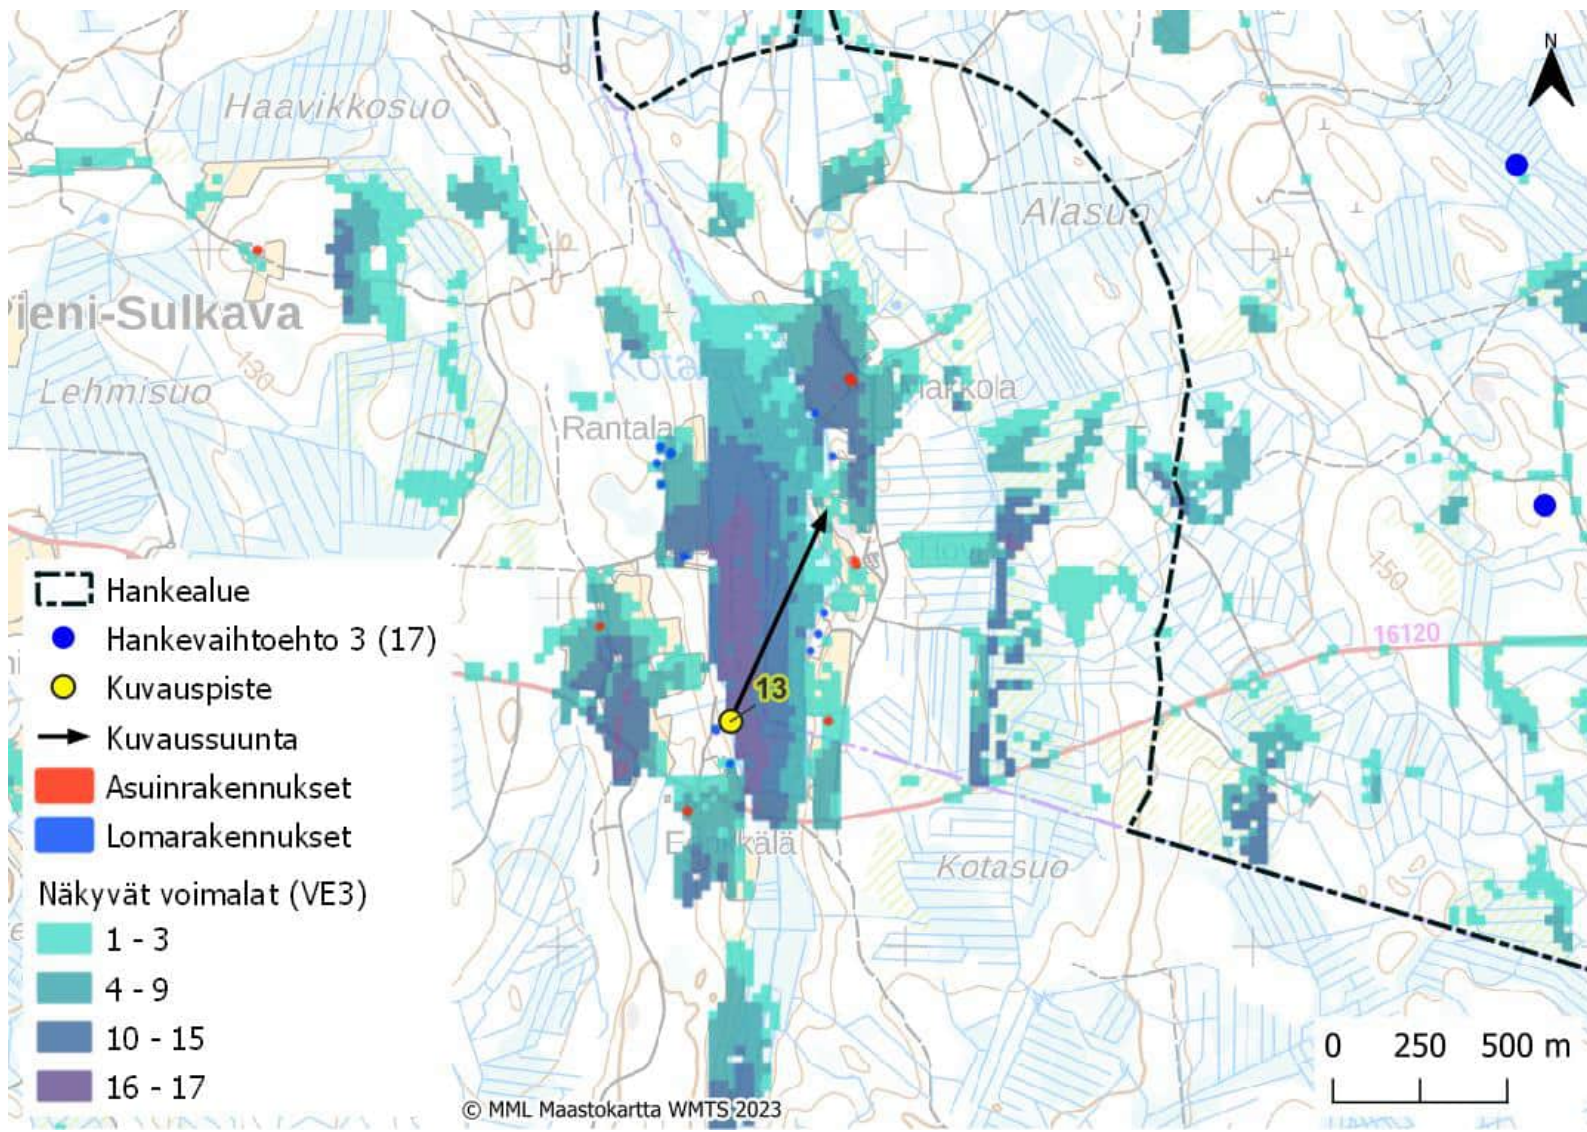 N
Haavikkosuo
Alasuo
Pieni-Sulkava
130
Lehmisuo
Markkola
Rantala
150
16120
13
Kotasuo
Hankealue
Hankevaihtoehto 3 (17)
Kuvauspiste
Kuvaussuunta
Asuinrakennukset
Lomarakennukset
Näkyvät voimalat (VE3)
1 - 3
4 - 9
10 - 15
16 - 17
0 250 500 m
© MML Maastokartta WMTS 2023